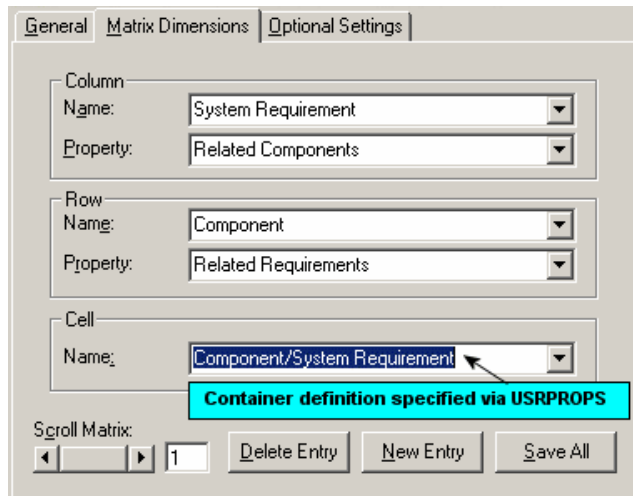 General Matrix Dimensions Optional Settings
Column
Name: System Requirement
Property: Related Components
Row
Name: Component
Property: Related Requirements
Cell
Name: Component/System Requirement
Container definition specified via USRPROPS
Scroll Matrix:
1 Delete Entry New Entry Save All